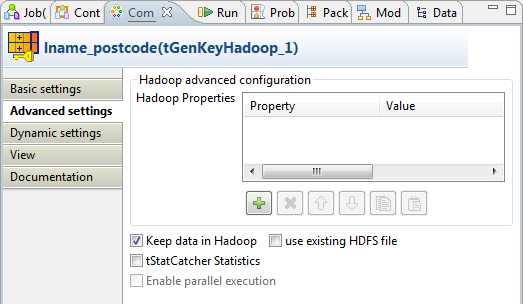 Job( Cont Com Run Prob Pack Mod Data
lname_postcode(tGenKeyHadoop_1)
Basic settings
Advanced settings
Dynamic settings
View
Documentation
Hadoop advanced configuration
Hadoop Properties
Property Value
Keep data in Hadoop use existing HDFS file
tStatCatcher Statistics
Enable parallel execution